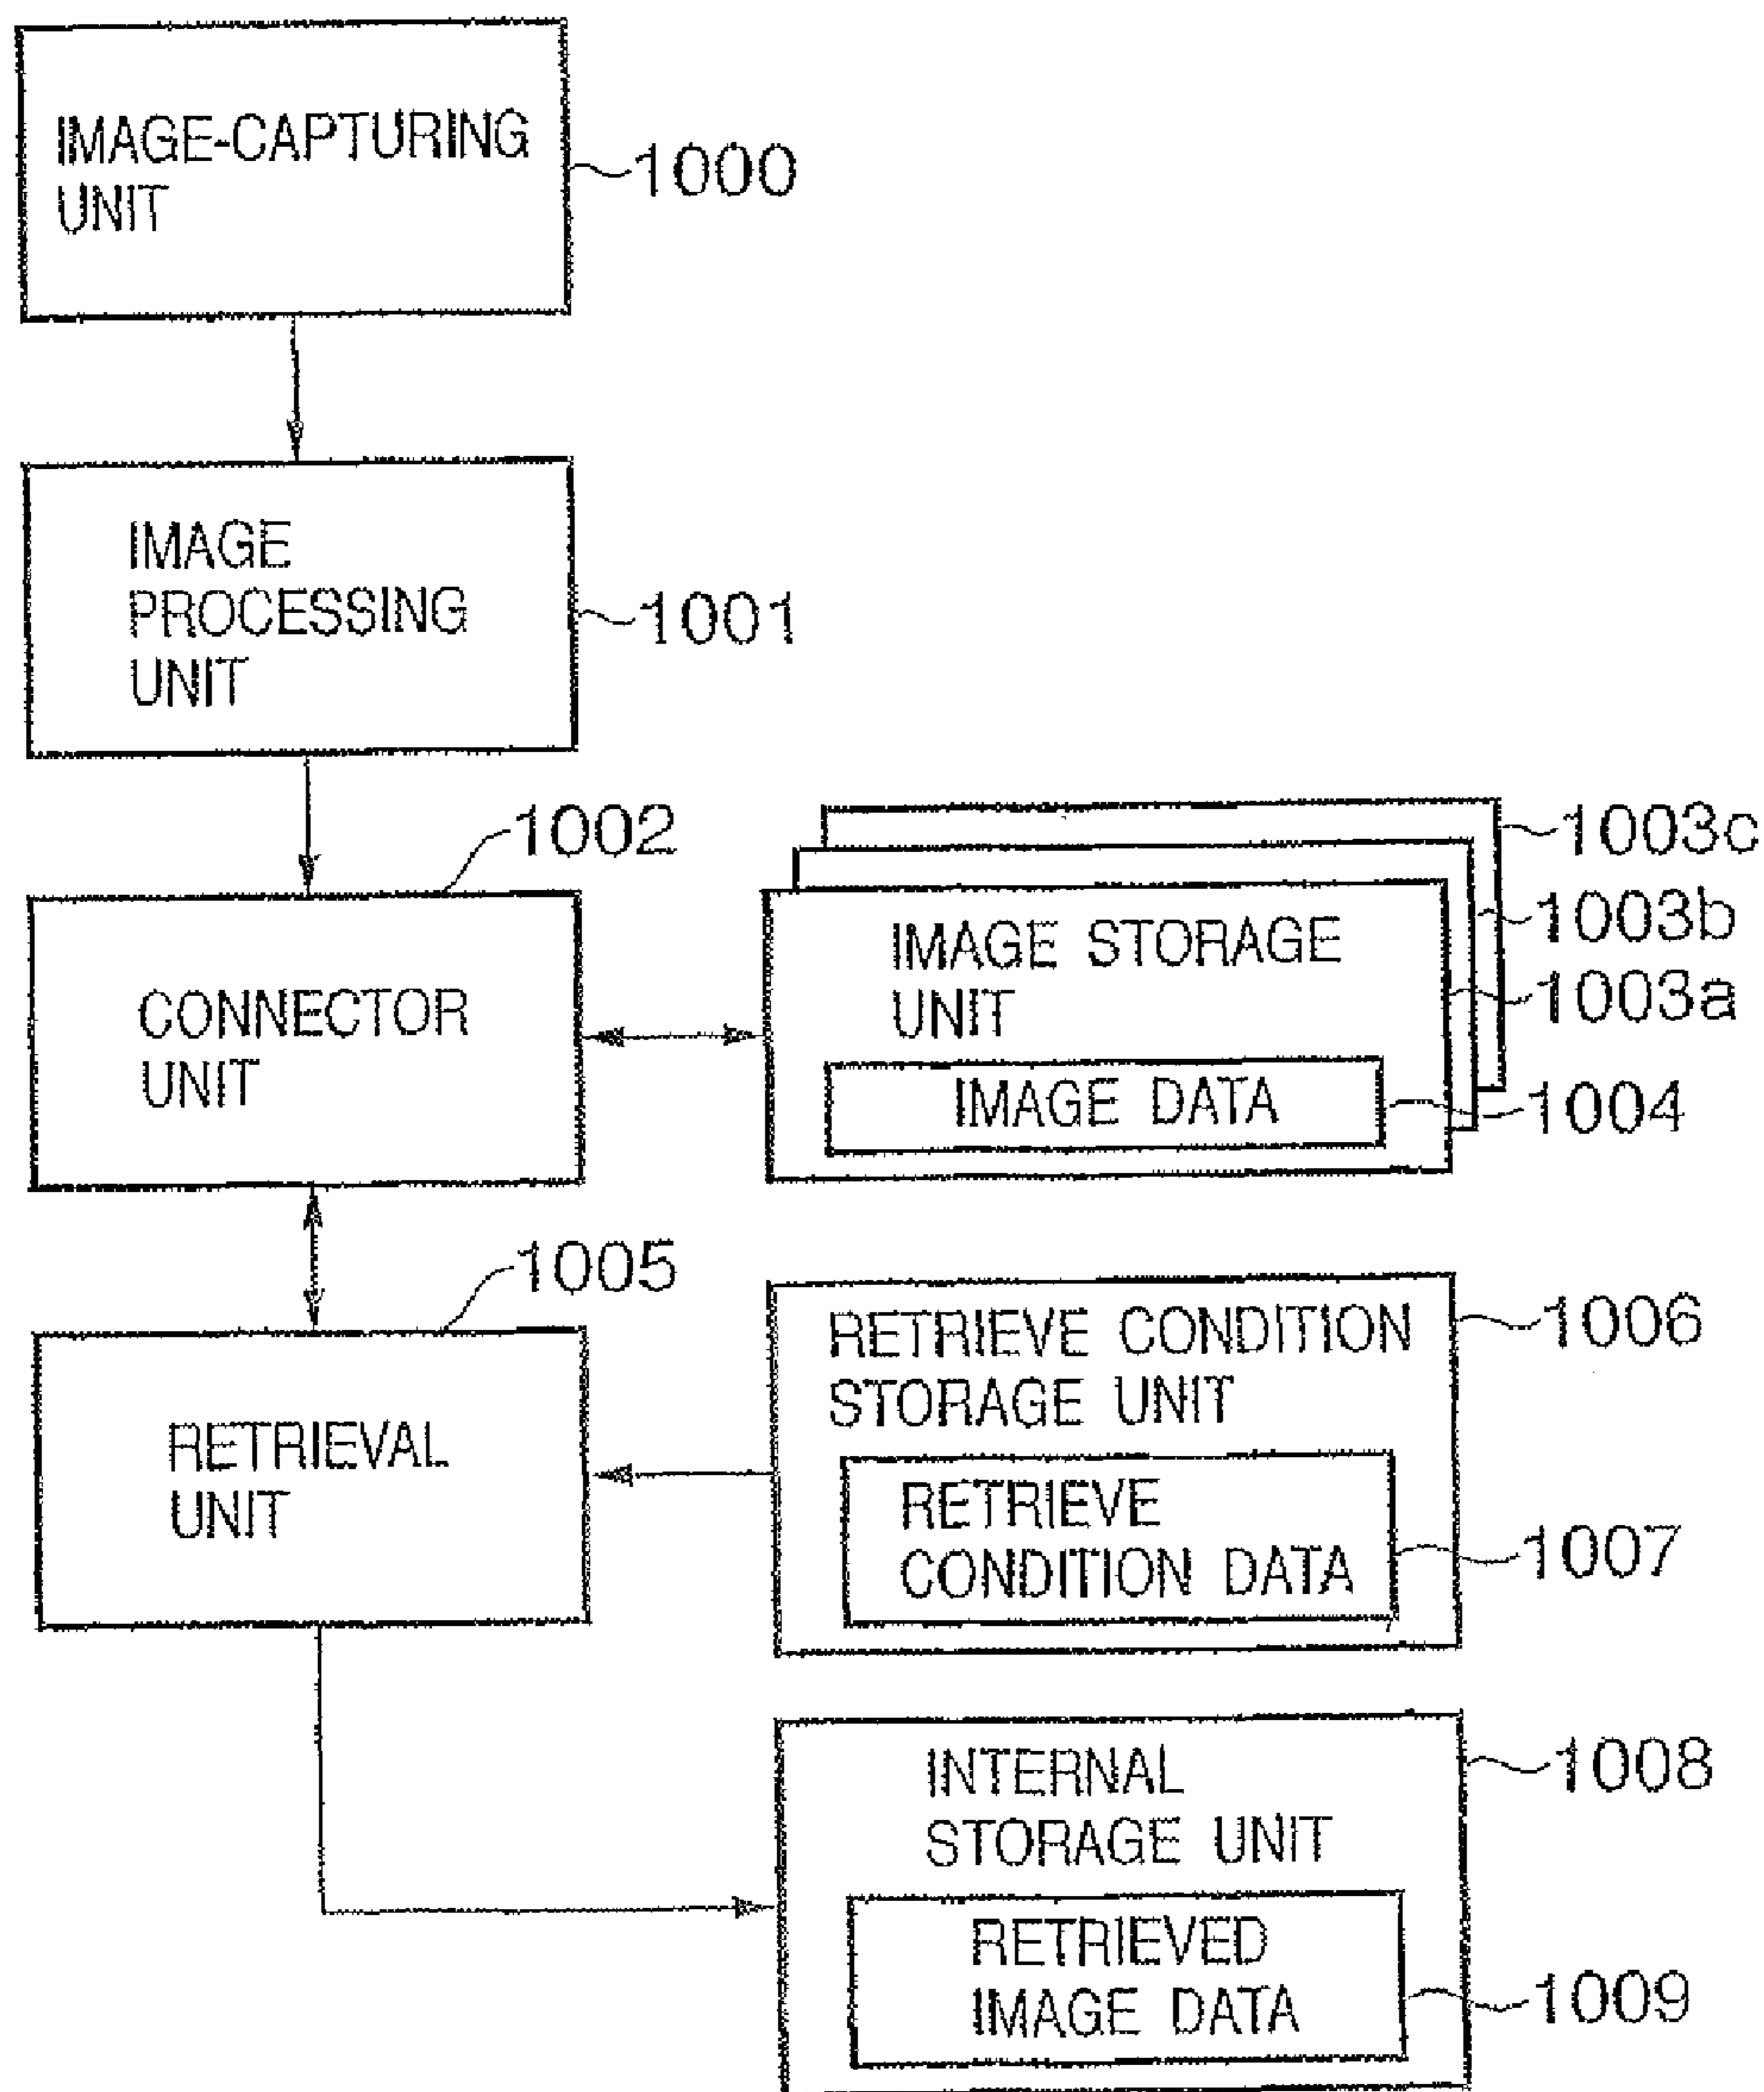 IMAGE-CAPTURING
UNIT
1000
IMAGE
PROCESSING
UNIT
1001
1002
CONNECTOR
UNIT
1003c
1003b
1003a
IMAGE STORAGE
UNIT
IMAGE DATA
1004
1005
RETRIEVAL
UNIT
RETRIEVE CONDITION
STORAGE UNIT
1006
RETRIEVE
CONDITION DATA
1007
INTERNAL
STORAGE UNIT
1008
RETRIEVED
IMAGE DATA
1009